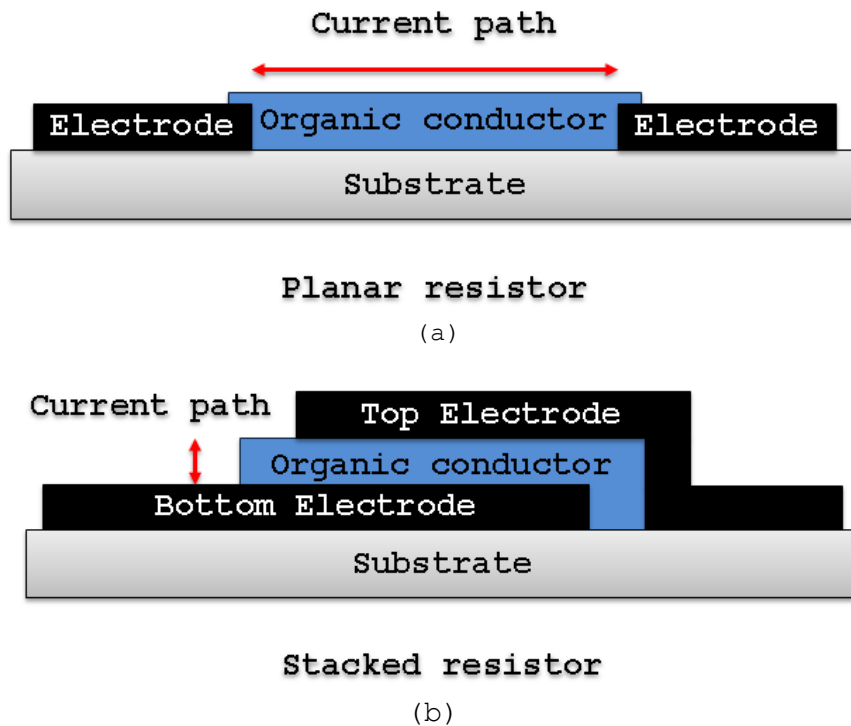 Current path
Electrode Organic conductor Electrode
Substrate
Planar resistor
(a)
Current path
Top Electrode
Organic conductor
Bottom Electrode
Substrate
Stacked resistor
(b)